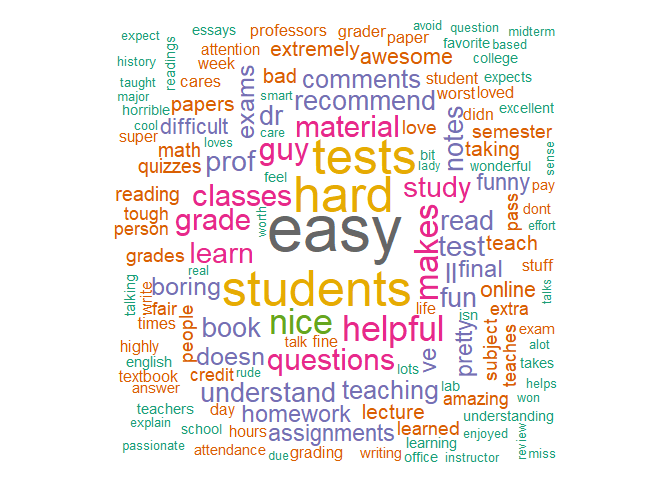 expect
essays
professors
grader
avoid
question
midterm
history
readings
attention
extremely
paper
favorite
based
taught
week
awesome
college
major
cares
bad
comments
student
expects
horrible
papers
exams
smart
recommend
worst
loved
cool
difficult
dr
material
love
notes
didn
excellent
super
loves
care
guy
tests
bit
semester
math
prof
lady
taking
sense
quizzes
feel
hard
study
wonderful
reading
classes
funny
pay
tough
grade
worth
easy
makes
read
pass
dont
person
effort
grades
learn
test
teach
real
ll
final
stuff
talking
write
boring
students
fun
online
talks
fair
life
isn
extra
times
people
book
nice
helpful
pretty
subject
teaches
exam
highly
talk
fine
alot
english
doesn
questions
ve
takes
textbook
credit
rude
lots
answer
understand
teaching
lab
amazing
helps
won
teachers
day
homework
lecture
understanding
explain
school
hours
assignments
learned
enjoyed
review
passionate
attendance
due
grading
writing
learning
office
instructor
miss